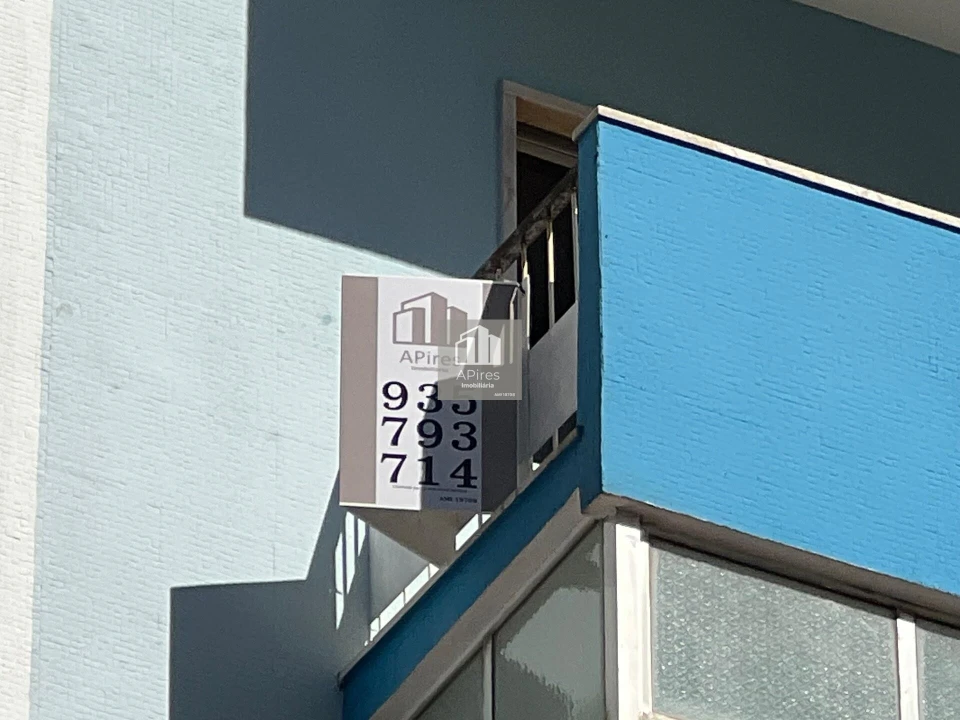 APires
935
793
714
APires
Imobiliária